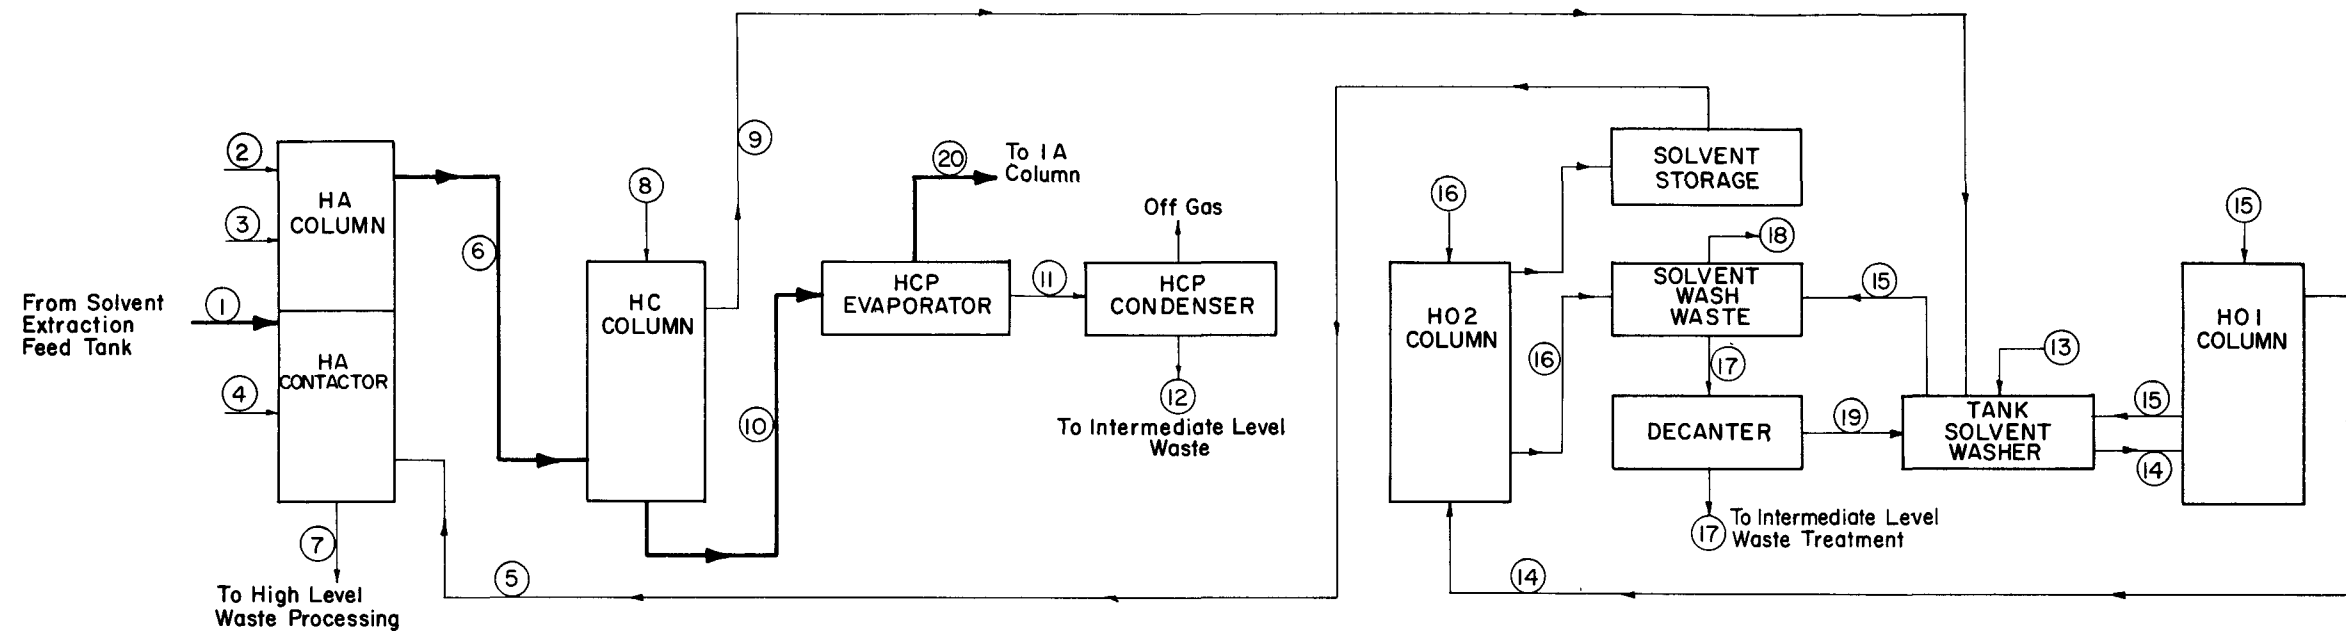 2
3
From Solvent
Extraction
Feed Tank
1
4
HA
COLUMN
HA
CONTACTOR
7
To High Level
Waste Processing
6
5
8
HC
COLUMN
9
10
20
To 1A
Column
HCP
EVAPORATOR
11
Off Gas
HCP
CONDENSER
12
To Intermediate Level
Waste
16
HO2
COLUMN
16
14
SOLVENT
STORAGE
18
SOLVENT
WASH
WASTE
15
17
DECANTER
19
17
To Intermediate Level
Waste Treatment
13
TANK
SOLVENT
WASHER
15
14
15
HO1
COLUMN